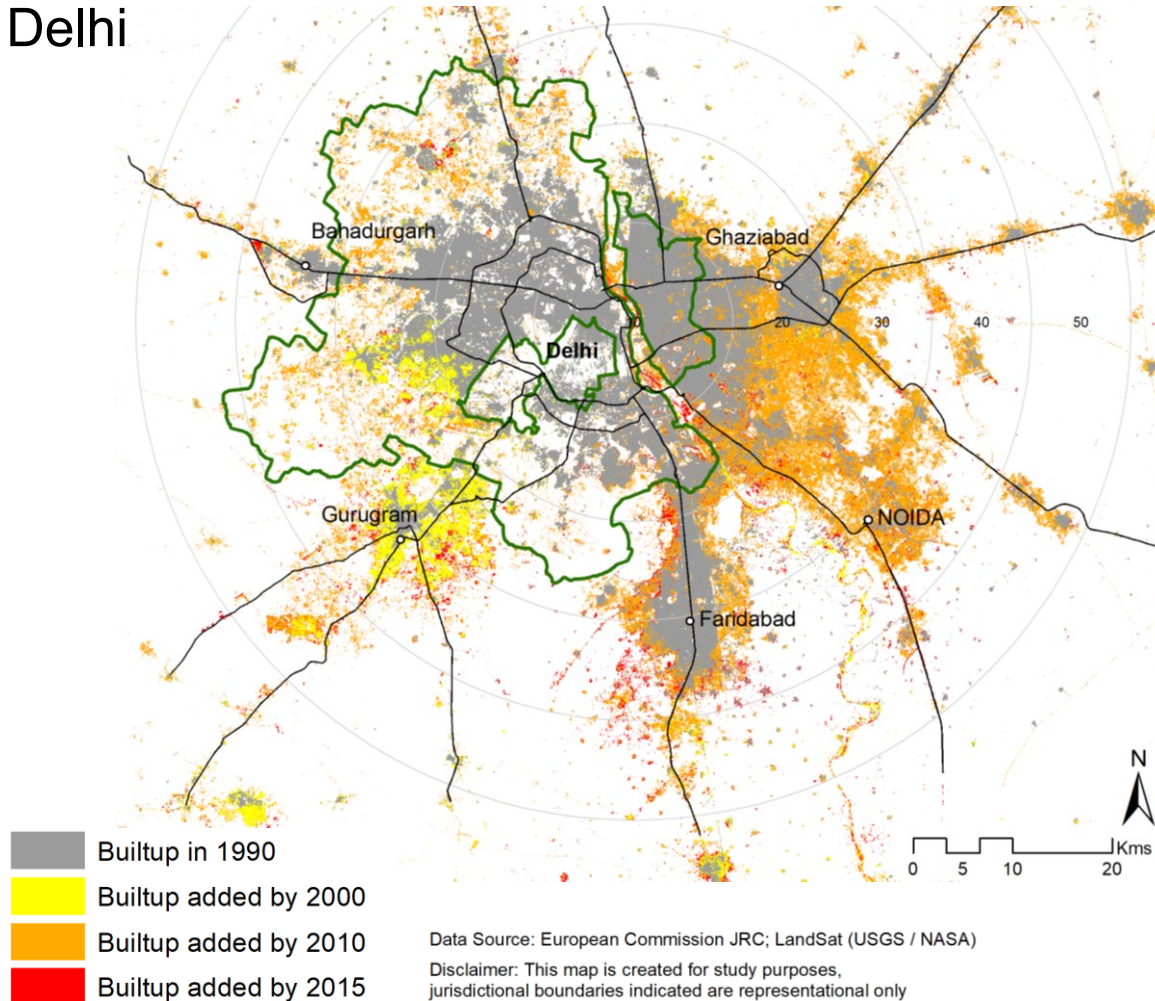 Delhi
Bahadurgarh
Ghaziabad
10 20 30 40 50
Delhi
Gurugram
NOIDA
Faridabad
N
Kms
0 5 10 20
Builtup in 1990
Builtup added by 2000
Builtup added by 2010
Builtup added by 2015
Data Source: European Commission JRC; LandSat (USGS / NASA)
Disclaimer: This map is created for study purposes,
jurisdictional boundaries indicated are representational only